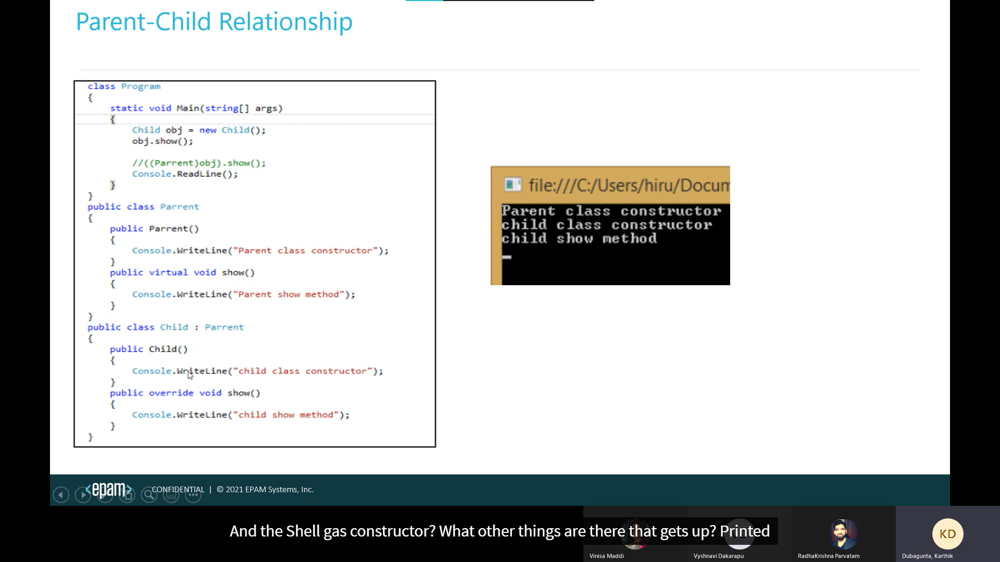 Parent-Child Relationship
class Program
{
static void Main(string[] args)
{
Child obj = new Child();
obj.show();
//((Parrent)obj).show();
Console.ReadLine();
}
}
public class Parrent
{
public Parrent()
{
Console.WriteLine("Parent class constructor");
}
public virtual void show()
{
Console.WriteLine("Parent show method");
}
}
public class Child : Parrent
{
public Child()
{
Console.WriteLine("child class constructor");
}
public override void show()
{
Console.WriteLine("child show method");
}
}
file:///C:/Users/hiru/Docum
Parent class constructor
child class constructor
child show method
<epam> CONFIDENTIAL | © 2021 EPAM Systems, Inc.
And the Shell gas constructor? What other things are there that gets up? Printed
KD
Vinisa Maddi
Vyshnavi Dakarapu
RadhaKrishna Parvatam
Dubagunta, Karthik